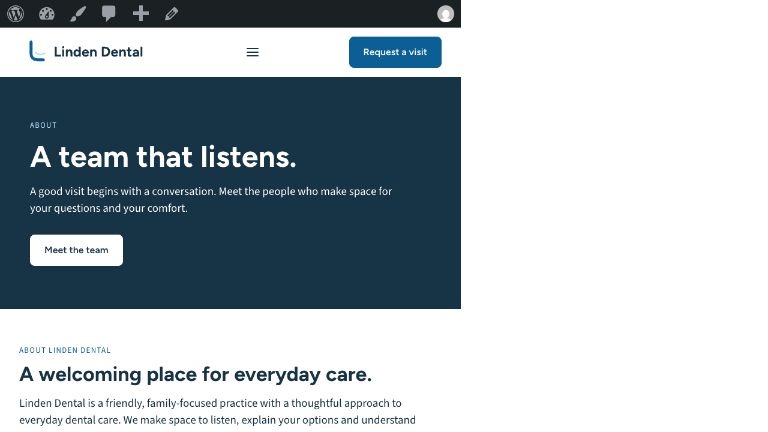 Linden Dental
Request a visit
ABOUT
A team that listens.
A good visit begins with a conversation. Meet the people who make space for
your questions and your comfort.
Meet the team
ABOUT LINDEN DENTAL
A welcoming place for everyday care.
Linden Dental is a friendly, family-focused practice with a thoughtful approach to
everyday dental care. We make space to listen, explain your options and understand